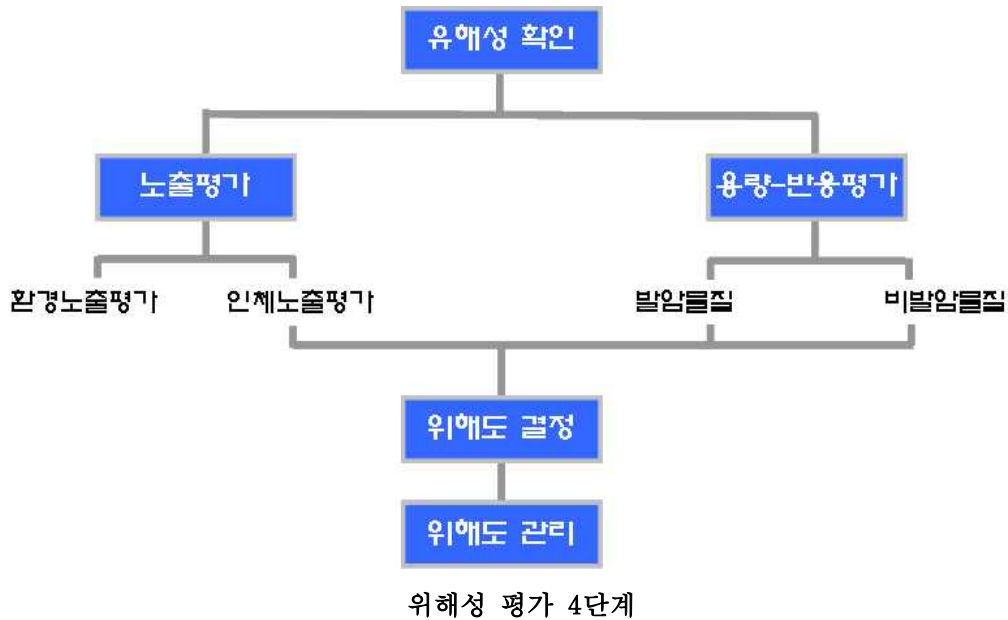 유해성 확인
노출평가
용량-반응평가
환경노출평가
인체노출평가
발암물질
비발암물질
위해도 결정
위해도 관리
위해성 평가 4단계